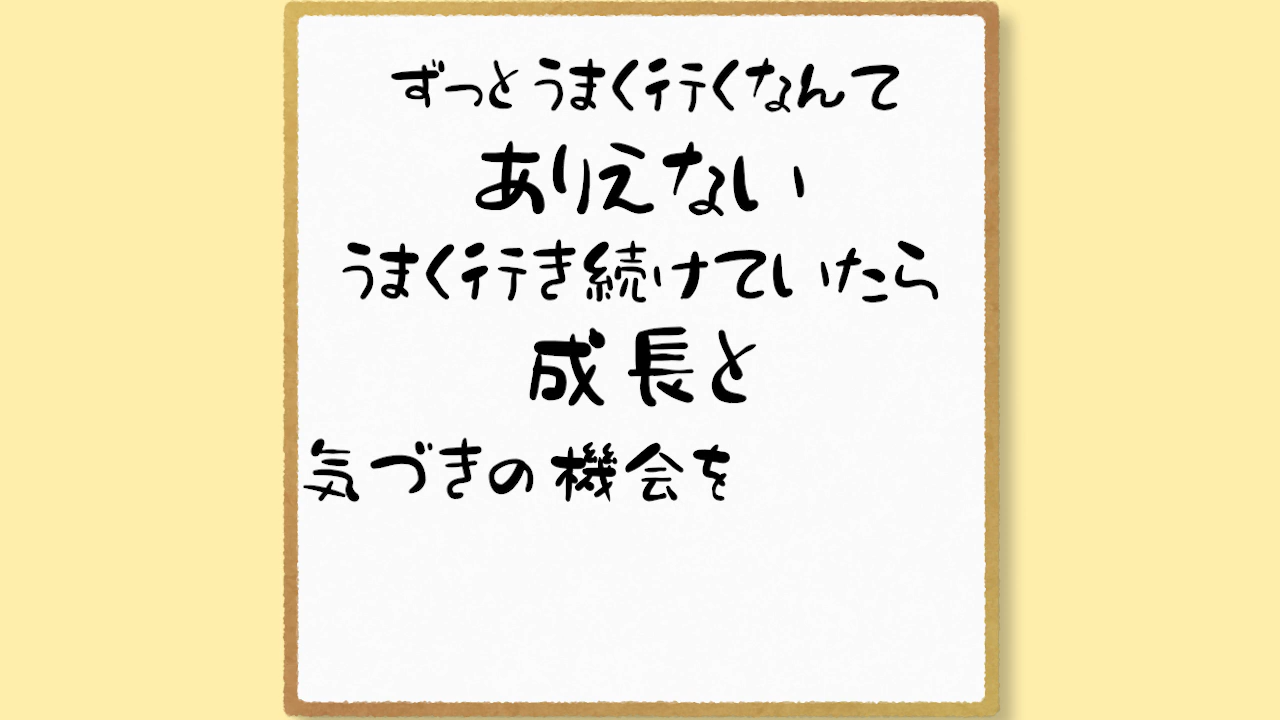 ずっとうまく行くなんて
ありえない
うまく行き続けていたら
成長と
気づきの機会を